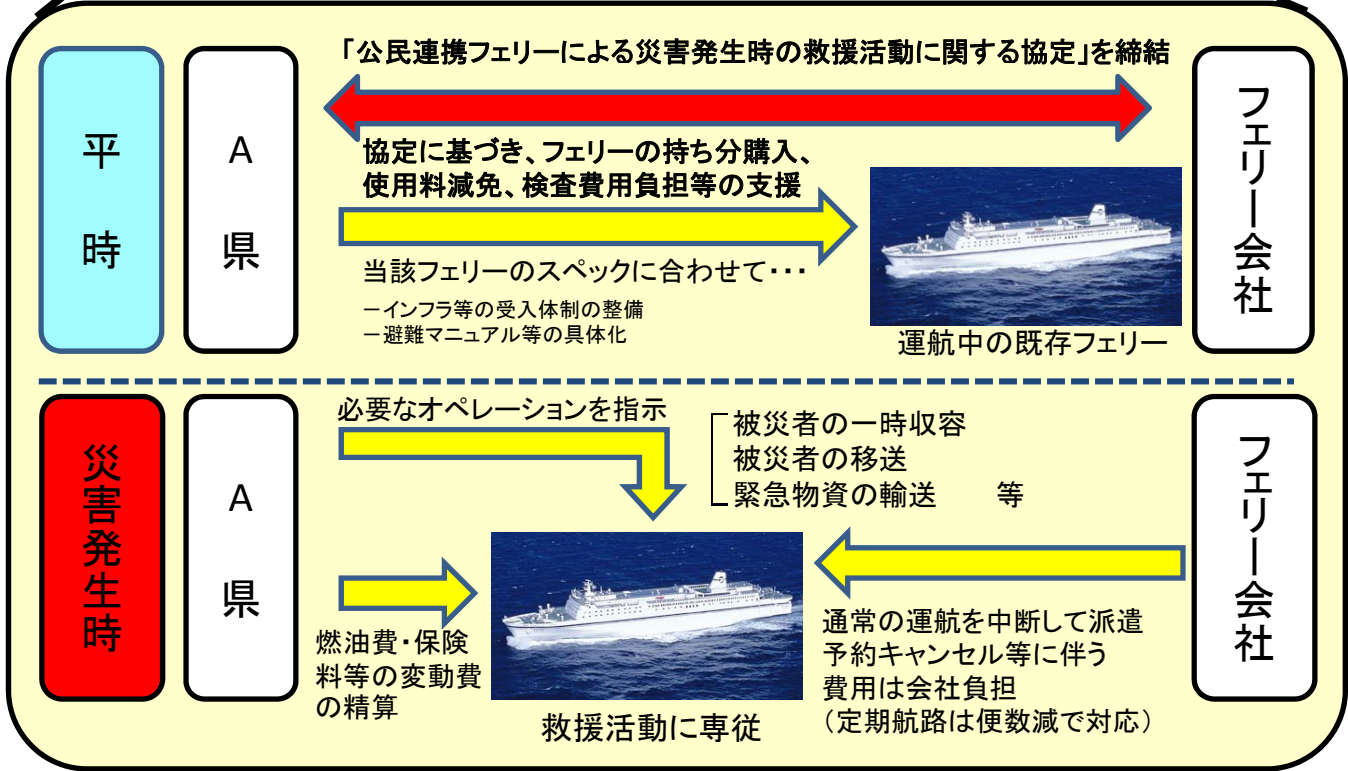 平時
A県
「公民連携フェリーによる災害発生時の救援活動に関する協定」を締結
協定に基づき、フェリーの持ち分購入、
使用料減免、検査費用負担等の支援
当該フェリーのスペックに合わせて・・・
－インフラ等の受入体制の整備
－避難マニュアル等の具体化
運航中の既存フェリー
フェリー会社
災害発生時
A県
必要なオペレーションを指示
被災者の一時収容
被災者の移送
緊急物資の輸送　　等
燃油費・保険
料等の変動費
の精算
救援活動に専従
通常の運航を中断して派遣
予約キャンセル等に伴う
費用は会社負担
（定期航路は便数減で対応）
フェリー会社